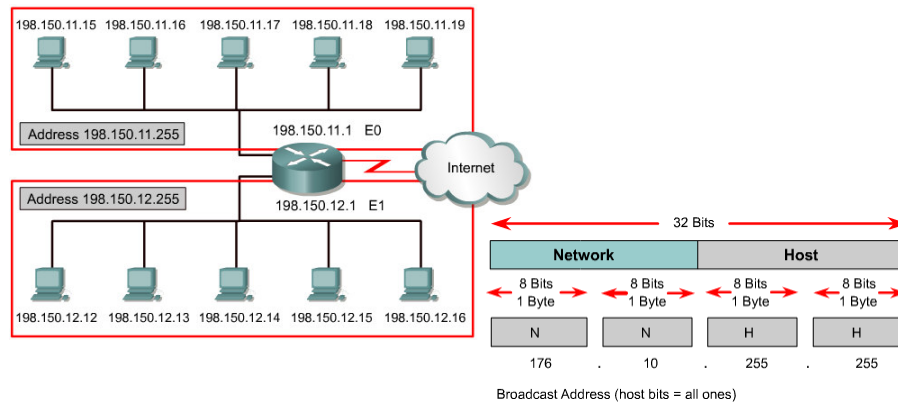 198.150.11.15 198.150.11.16 198.150.11.17 198.150.11.18 198.150.11.19
Address 198.150.11.255
198.150.11.1 E0
Internet
Address 198.150.12.255
198.150.12.1 E1
198.150.12.12 198.150.12.13 198.150.12.14 198.150.12.15 198.150.12.16
32 Bits
Network Host
8 Bits 8 Bits 8 Bits 8 Bits
1 Byte 1 Byte 1 Byte 1 Byte
N N H H
176 . 10 . 255 . 255
Broadcast Address (host bits = all ones)